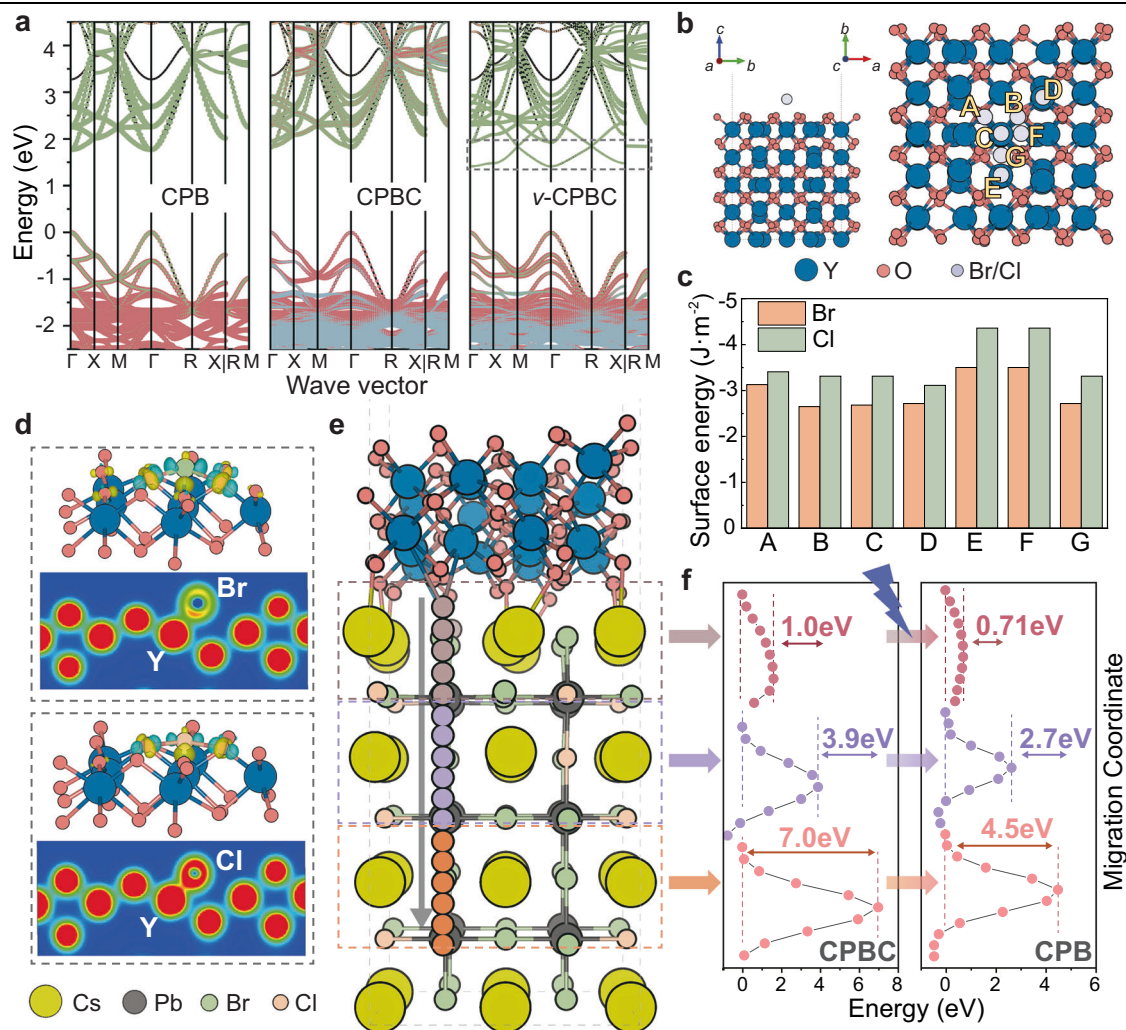 a
4
3
2
1
0
-1
-2
Energy (eV)
CPB
CPBC
v-CPBC
Γ X M Γ R X|R M
Γ X M Γ R X|R M
Γ X M Γ R X|R M
Wave vector
b
c
a b
b
c a
A
B
D
C
F
G
E
Y O Br/Cl
c
-5
-4
-3
-2
-1
0
Surface energy (J·m⁻²)
Br
Cl
A B C D E F G
d
Br
Y
Cl
Y
Cs Pb Br Cl
e
f
1.0eV
0.71eV
3.9eV
2.7eV
7.0eV
4.5eV
CPBC
CPB
0 2 4 6 8
0 2 4 6
Energy (eV)
Migration Coordinate